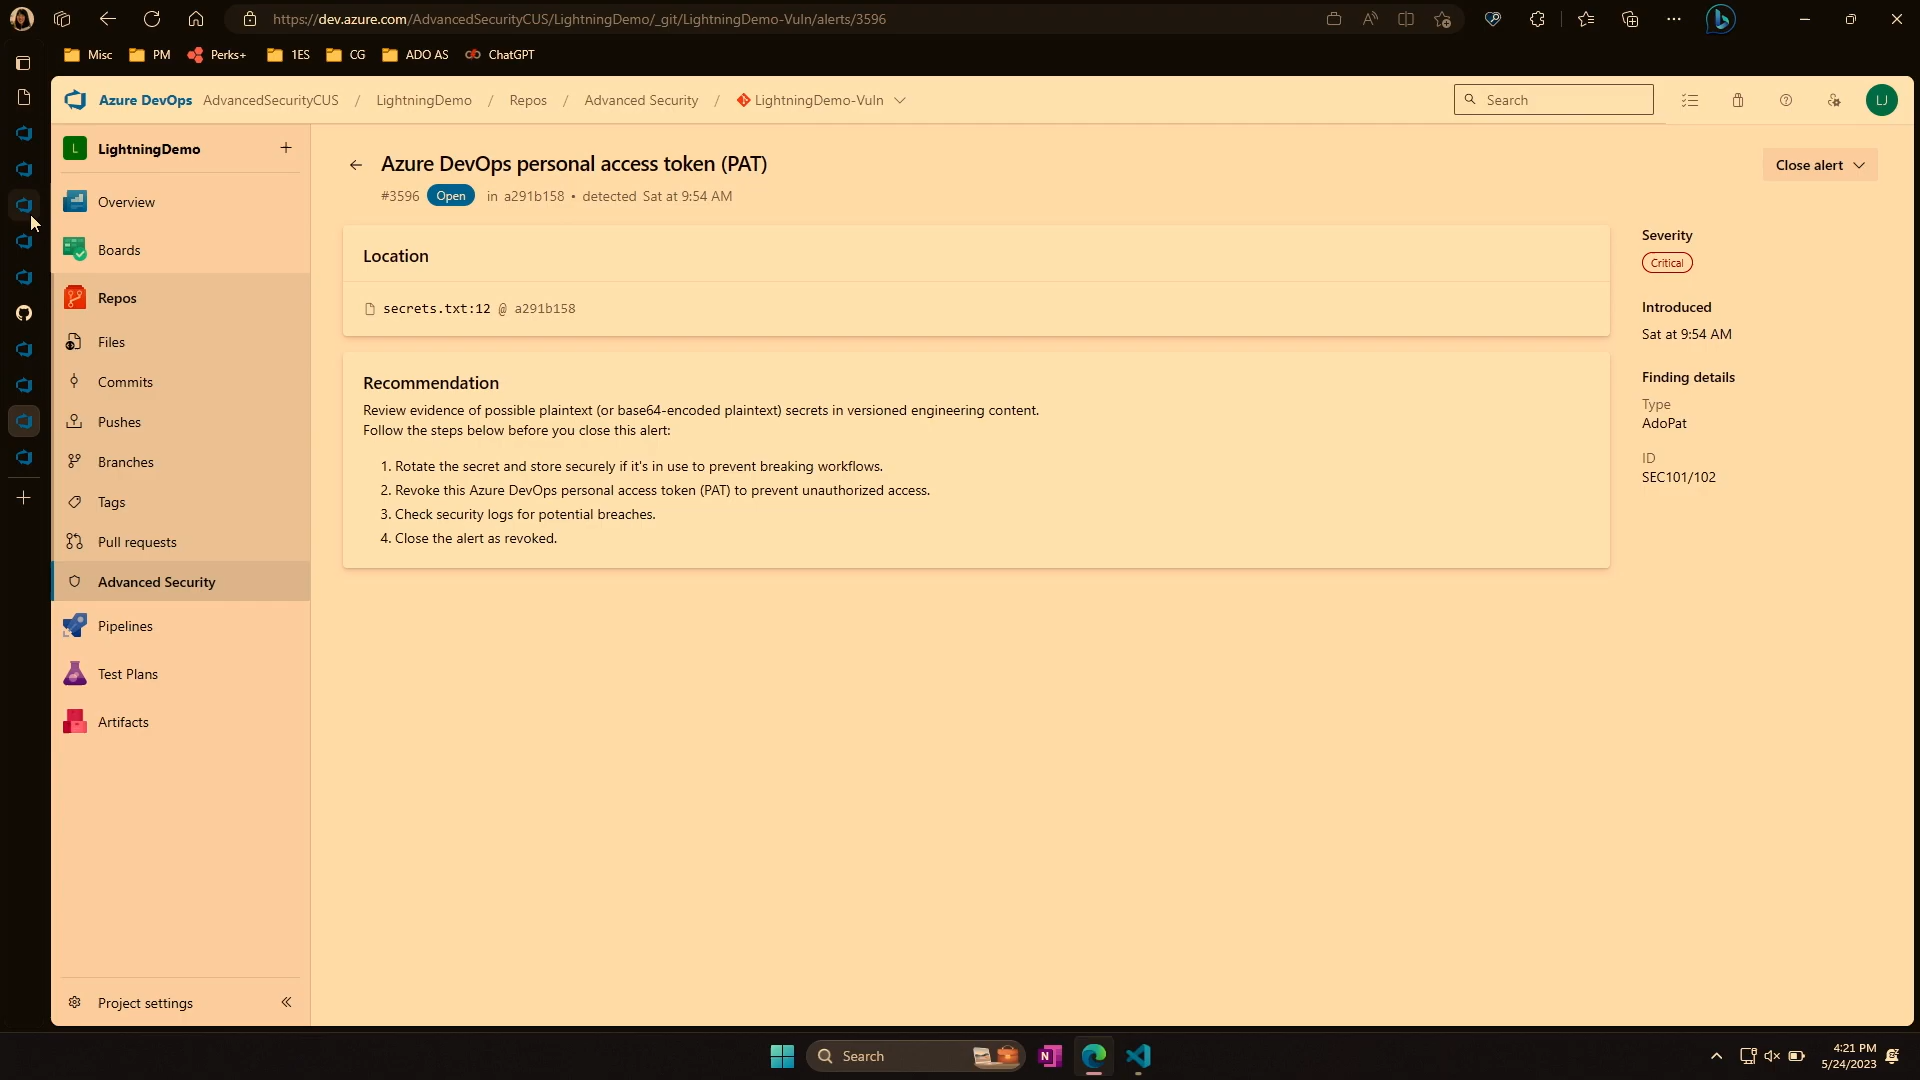 https://dev.azure.com/AdvancedSecurityCUS/LightningDemo/_git/LightningDemo-Vuln/alerts/3596
Misc
PM
Perks+
1ES
CG
ADO AS
ChatGPT
Azure DevOps
AdvancedSecurityCUS / LightningDemo / Repos / Advanced Security / LightningDemo-Vuln
Search
LJ
L
LightningDemo
+
Overview
Boards
Repos
Files
Commits
Pushes
Branches
Tags
Pull requests
Advanced Security
Pipelines
Test Plans
Artifacts
Project settings
Azure DevOps personal access token (PAT)
#3596 Open in a291b158 • detected Sat at 9:54 AM
Close alert
Location
secrets.txt:12 @ a291b158
Recommendation
Review evidence of possible plaintext (or base64-encoded plaintext) secrets in versioned engineering content.
Follow the steps below before you close this alert:
1. Rotate the secret and store securely if it's in use to prevent breaking workflows.
2. Revoke this Azure DevOps personal access token (PAT) to prevent unauthorized access.
3. Check security logs for potential breaches.
4. Close the alert as revoked.
Severity
Critical
Introduced
Sat at 9:54 AM
Finding details
Type
AdoPat
ID
SEC101/102
Search
N
4:21 PM
5/24/2023